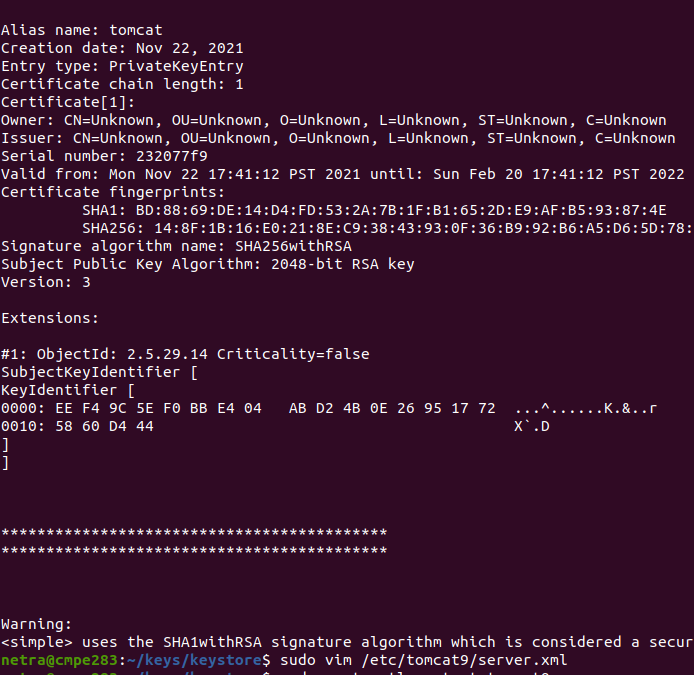 Alias name: tomcat
Creation date: Nov 22, 2021
Entry type: PrivateKeyEntry
Certificate chain length: 1
Certificate[1]:
Owner: CN=Unknown, OU=Unknown, O=Unknown, L=Unknown, ST=Unknown, C=Unknown
Issuer: CN=Unknown, OU=Unknown, O=Unknown, L=Unknown, ST=Unknown, C=Unknown
Serial number: 232077f9
Valid from: Mon Nov 22 17:41:12 PST 2021 until: Sun Feb 20 17:41:12 PST 2022
Certificate fingerprints:
SHA1: BD:88:69:DE:14:D4:FD:53:2A:7B:1F:B1:65:2D:E9:AF:B5:93:87:4E
SHA256: 14:8F:1B:16:E0:21:8E:C9:38:43:93:0F:36:B9:92:B6:A5:D6:5D:78:
Signature algorithm name: SHA256withRSA
Subject Public Key Algorithm: 2048-bit RSA key
Version: 3
Extensions:
#1: ObjectId: 2.5.29.14 Criticality=false
SubjectKeyIdentifier [
KeyIdentifier [
0000: EE F4 9C 5E F0 BB E4 04   AB D2 4B 0E 26 95 17 72  ...^......K.&..r
0010: 58 60 D4 44                                        X`.D
]
]
*******************************************
*******************************************
Warning:
<simple> uses the SHA1withRSA signature algorithm which is considered a secur
netra@cmpe283:~/keys/keystore$ sudo vim /etc/tomcat9/server.xml